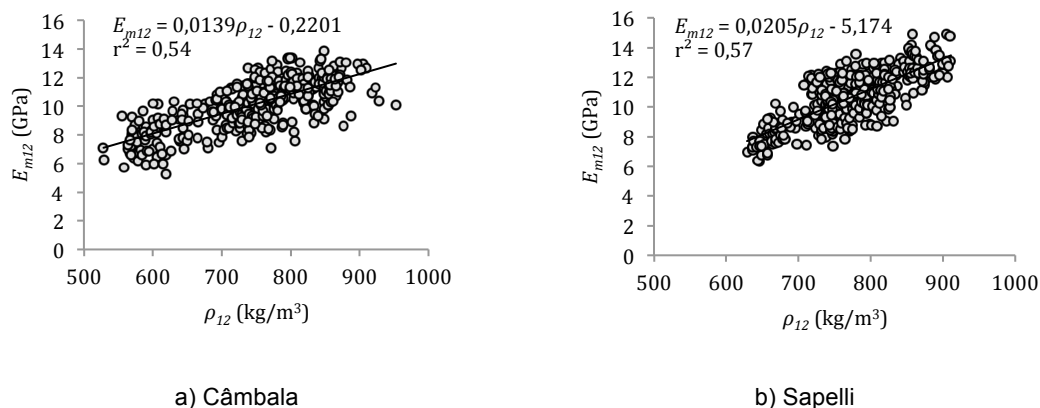 E_m12 = 0,0139ρ_12 - 0,2201
r² = 0,54
16
14
12
10
8
6
4
2
0
E_m12 (GPa)
500 600 700 800 900 1000
ρ_12 (kg/m³)
a) Câmbala
E_m12 = 0,0205ρ_12 - 5,174
r² = 0,57
16
14
12
10
8
6
4
2
0
E_m12 (GPa)
500 600 700 800 900 1000
ρ_12 (kg/m³)
b) Sapelli